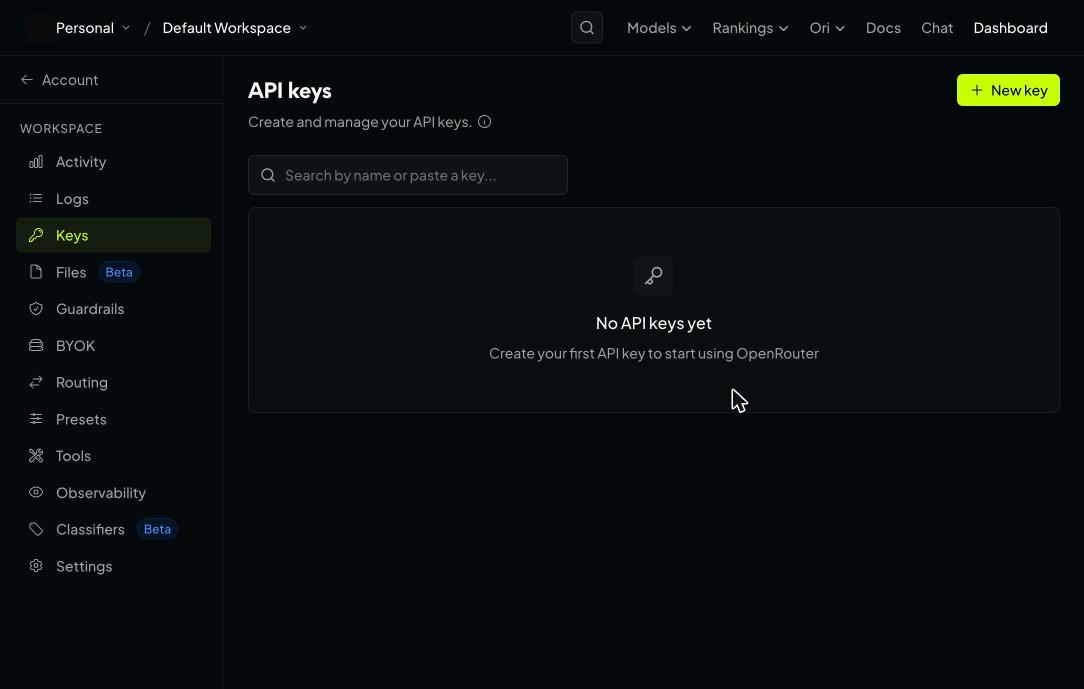 Personal / Default Workspace Models Rankings Ori Docs Chat Dashboard
Account
WORKSPACE
Activity
Logs
Keys
Files Beta
Guardrails
BYOK
Routing
Presets
Tools
Observability
Classifiers Beta
Settings
API keys
New key
Create and manage your API keys.
Search by name or paste a key...
No API keys yet
Create your first API key to start using OpenRouter